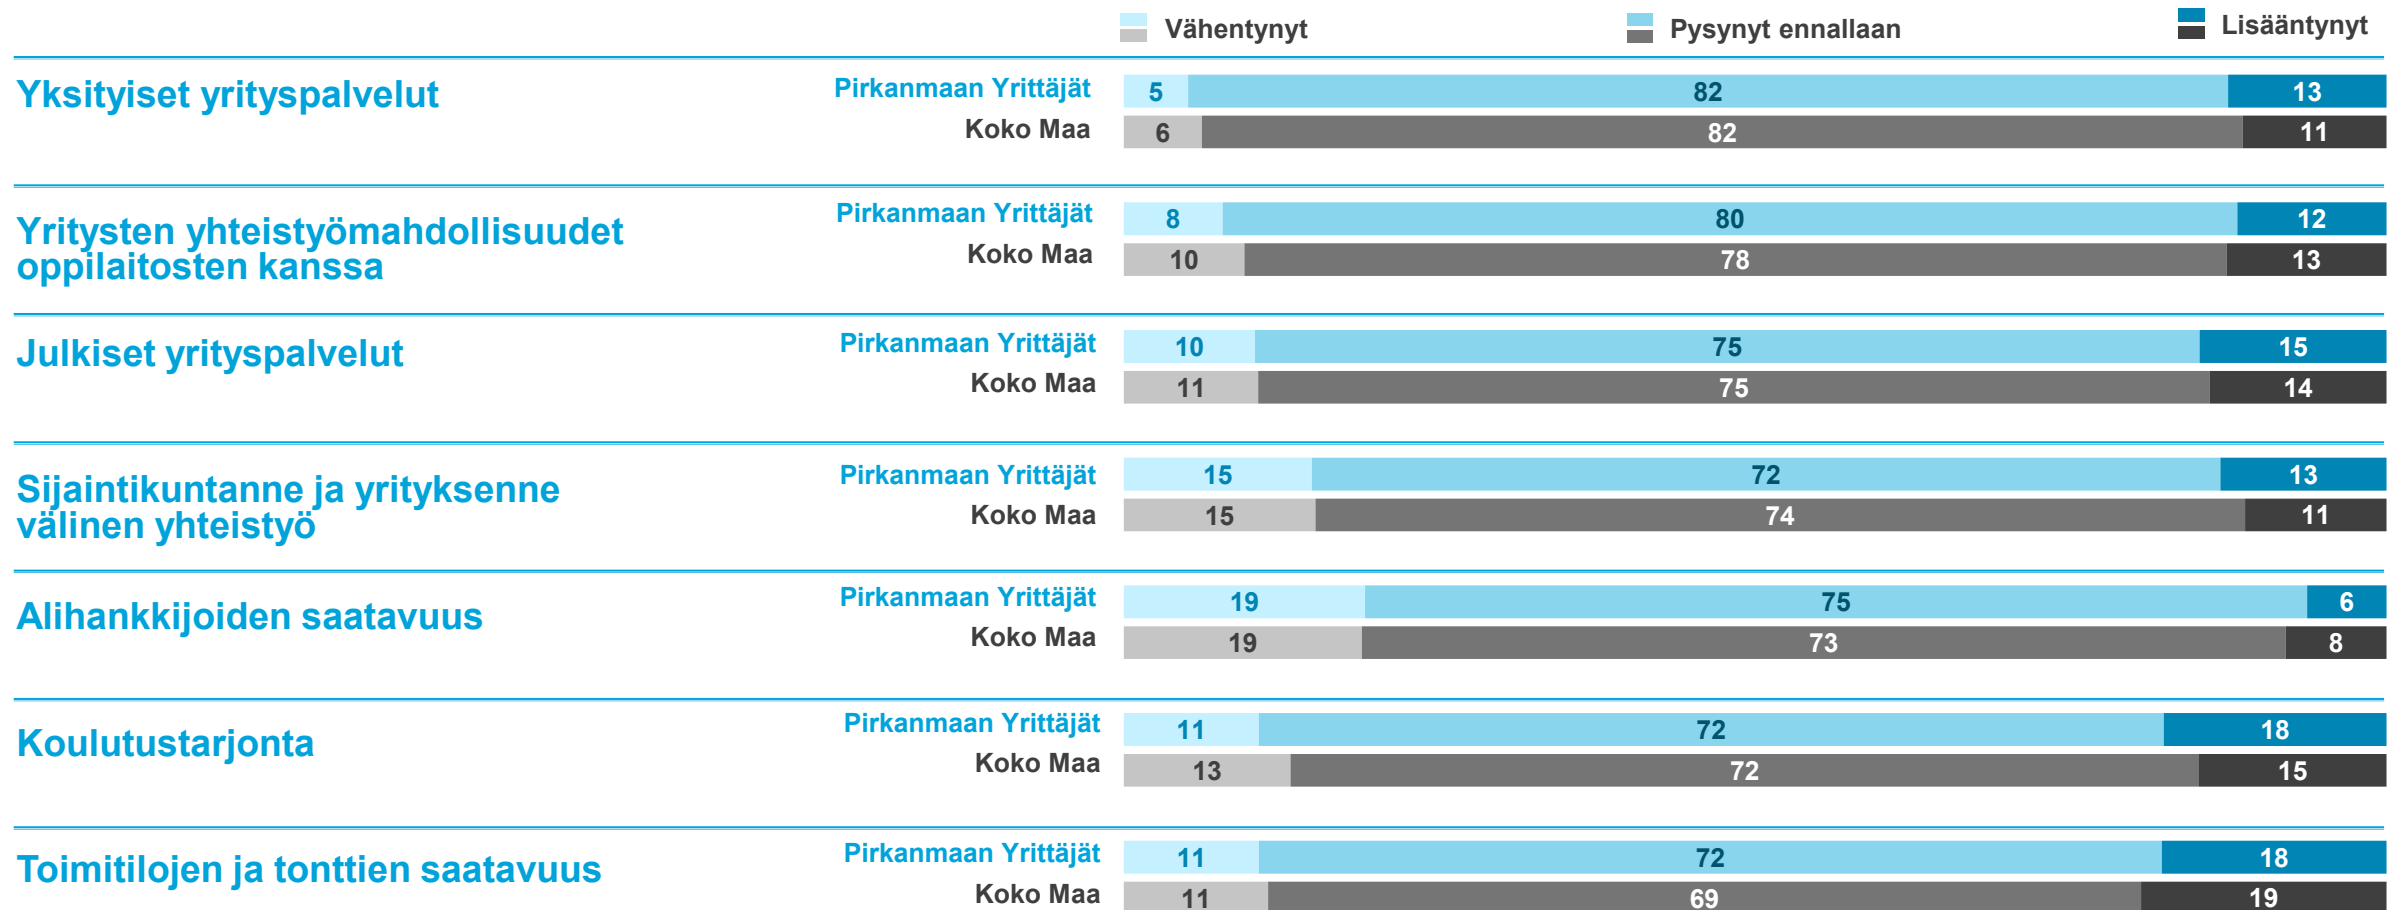 Vähentynyt Pysynyt ennallaan Lisääntynyt
Yksityiset yrityspalvelut
Pirkanmaan Yrittäjät 5 82 13
Koko Maa 6 82 11
Yritysten yhteistyömahdollisuudet
oppilaitosten kanssa
Pirkanmaan Yrittäjät 8 80 12
Koko Maa 10 78 13
Julkiset yrityspalvelut
Pirkanmaan Yrittäjät 10 75 15
Koko Maa 11 75 14
Sijaintikuntanne ja yrityksenne
välinen yhteistyö
Pirkanmaan Yrittäjät 15 72 13
Koko Maa 15 74 11
Alihankkijoiden saatavuus
Pirkanmaan Yrittäjät 19 75 6
Koko Maa 19 73 8
Koulutustarjonta
Pirkanmaan Yrittäjät 11 72 18
Koko Maa 13 72 15
Toimitilojen ja tonttien saatavuus
Pirkanmaan Yrittäjät 11 72 18
Koko Maa 11 69 19